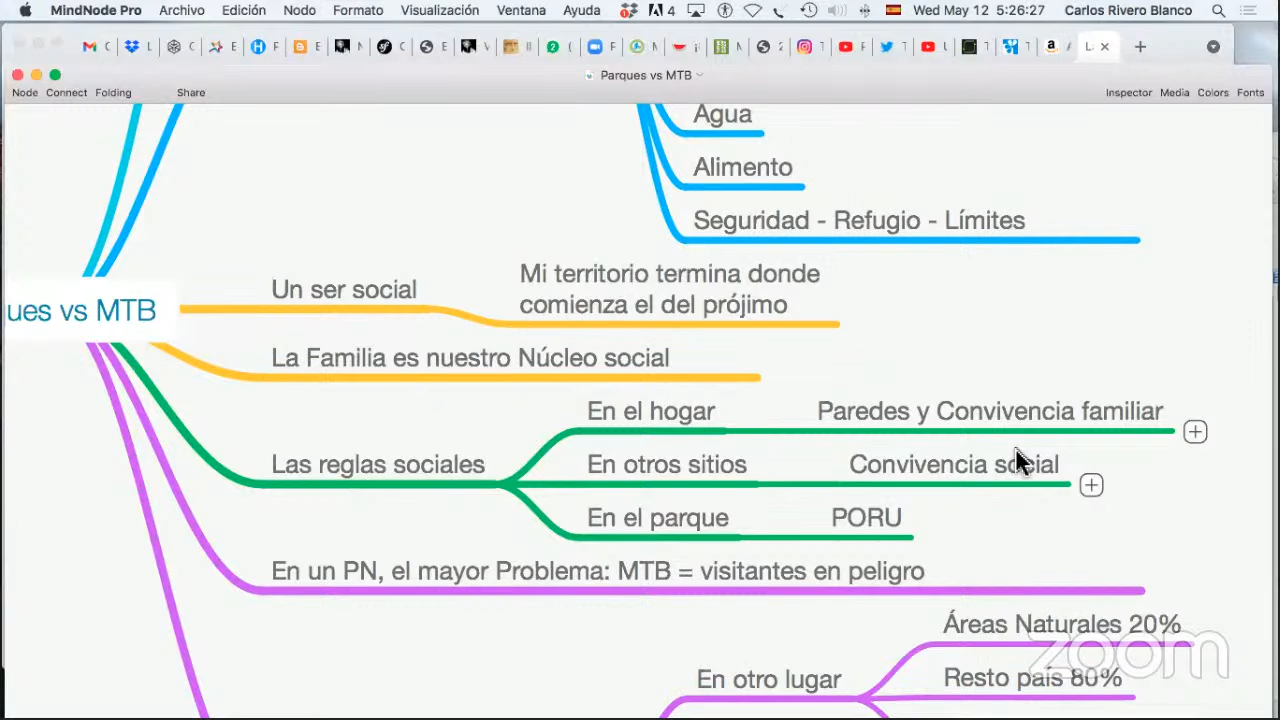 MindNode Pro Archivo Edición Nodo Formato Visualización Ventana Ayuda 4 Wed May 12 5:26:27 Carlos Rivero Blanco
Parques vs MTB
Node Connect Folding Share Inspector Media Colors Fonts
Agua
Alimento
Seguridad - Refugio - Límites
ues vs MTB
Un ser social
Mi territorio termina donde
comienza el del prójimo
La Familia es nuestro Núcleo social
Las reglas sociales
En el hogar
Paredes y Convivencia familiar
En otros sitios
Convivencia social
En el parque
PORU
En un PN, el mayor Problema: MTB = visitantes en peligro
Áreas Naturales 20%
En otro lugar
Resto país 80%
zoom